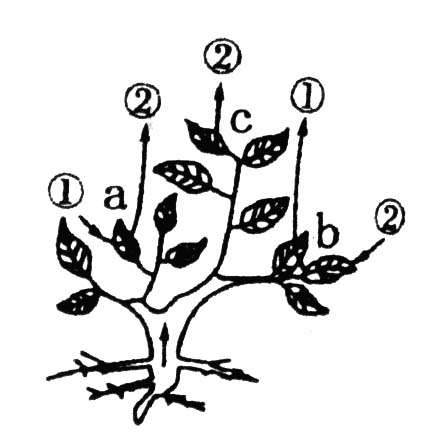 ②
② c ①
① a
b ②